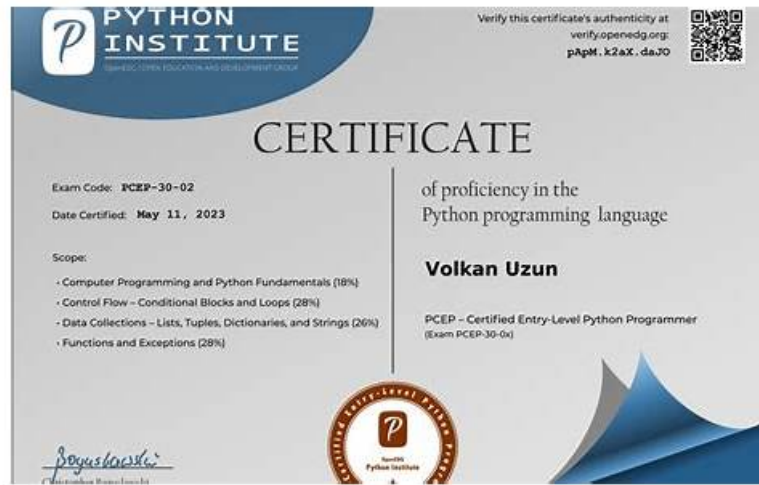 PYTHON
INSTITUTE
OpenEDG | OPEN EDUCATION AND DEVELOPMENT GROUP
Verify this certificate's authenticity at
verify.openedg.org:
pApM.k2aX.daJO
CERTIFICATE
Exam Code: PCEP-30-02
Date Certified: May 11, 2023
Scope:
• Computer Programming and Python Fundamentals (18%)
• Control Flow – Conditional Blocks and Loops (28%)
• Data Collections – Lists, Tuples, Dictionaries, and Strings (26%)
• Functions and Exceptions (28%)
of proficiency in the
Python programming language
Volkan Uzun
PCEP – Certified Entry-Level Python Programmer
(Exam PCEP-30-0x)
Certified Entry-Level Python
OpenEDG
Python Institute